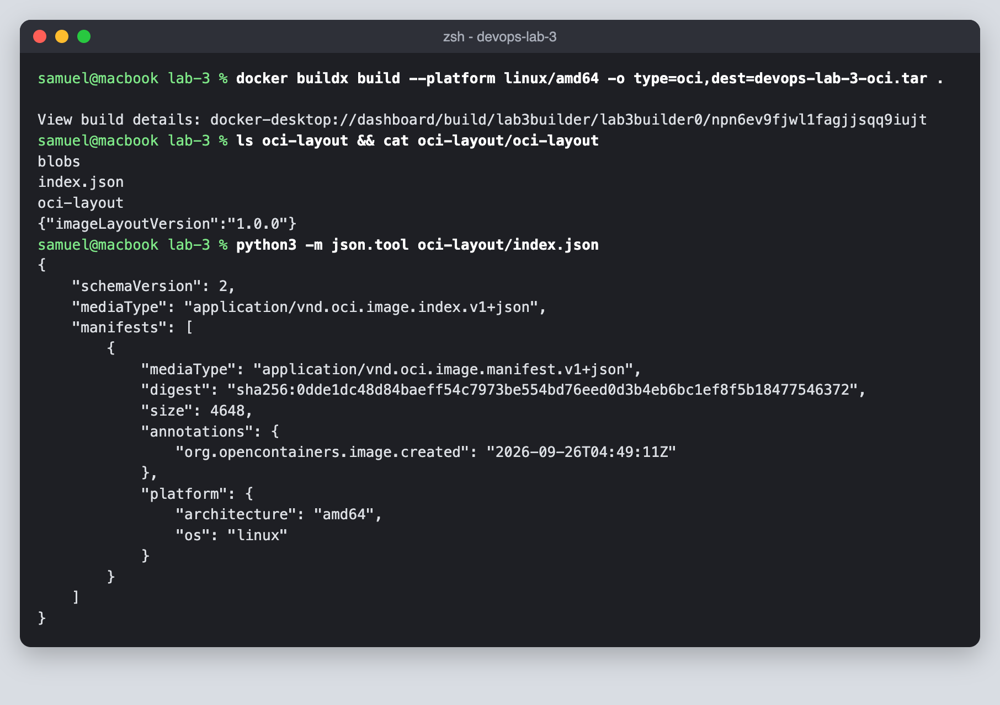 zsh - devops-lab-3
samuel@macbook lab-3 % docker buildx build --platform linux/amd64 -o type=oci,dest=devops-lab-3-oci.tar .
View build details: docker-desktop://dashboard/build/lab3builder/lab3builder0/npn6ev9fjwl1fagjjsqq9iujt
samuel@macbook lab-3 % ls oci-layout && cat oci-layout/oci-layout
blobs
index.json
oci-layout
{"imageLayoutVersion":"1.0.0"}
samuel@macbook lab-3 % python3 -m json.tool oci-layout/index.json
{
    "schemaVersion": 2,
    "mediaType": "application/vnd.oci.image.index.v1+json",
    "manifests": [
        {
            "mediaType": "application/vnd.oci.image.manifest.v1+json",
            "digest": "sha256:0dde1dc48d84baeff54c7973be554bd76eed0d3b4eb6bc1ef8f5b18477546372",
            "size": 4648,
            "annotations": {
                "org.opencontainers.image.created": "2026-09-26T04:49:11Z"
            },
            "platform": {
                "architecture": "amd64",
                "os": "linux"
            }
        }
    ]
}